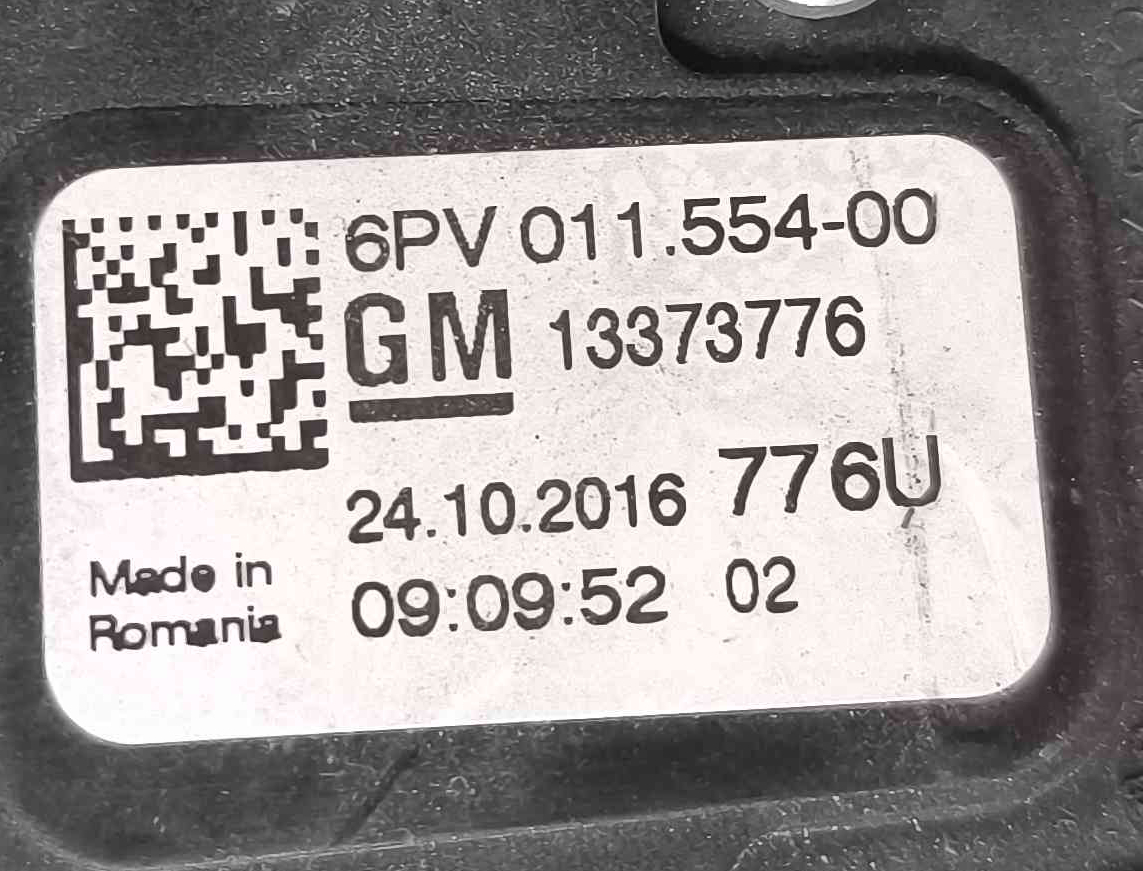 6PV 011.554-00
GM 13373776
24.10.2016 776U
09:09:52 02
Made in
Romania